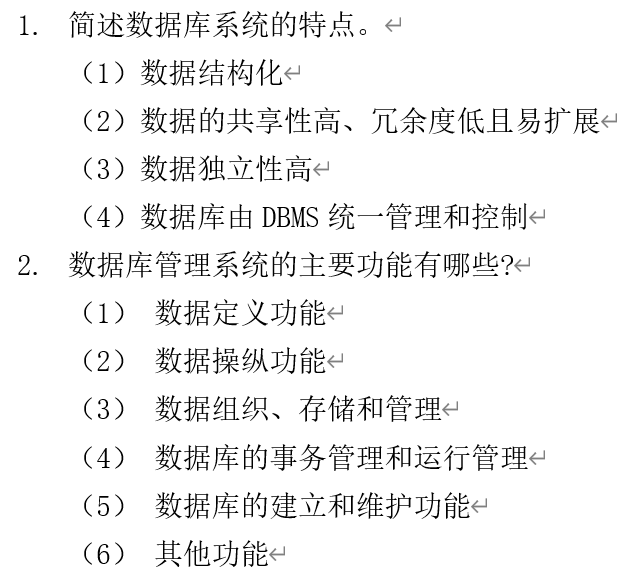 1. 简述数据库系统的特点。
（1）数据结构化
（2）数据的共享性高、冗余度低且易扩展
（3）数据独立性高
（4）数据库由 DBMS 统一管理和控制
2. 数据库管理系统的主要功能有哪些?
（1） 数据定义功能
（2） 数据操纵功能
（3） 数据组织、存储和管理
（4） 数据库的事务管理和运行管理
（5） 数据库的建立和维护功能
（6） 其他功能